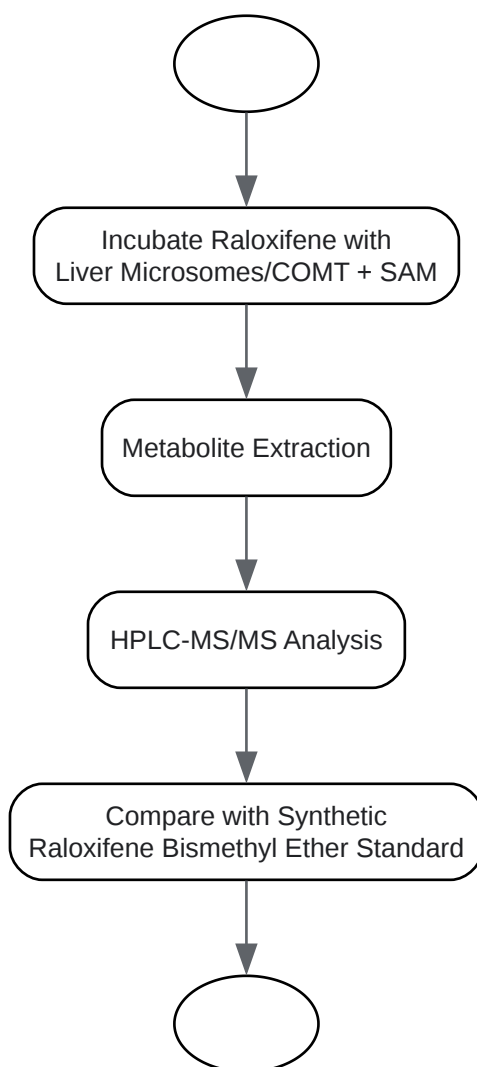 Incubate Raloxifene with
Liver Microsomes/COMT + SAM
Metabolite Extraction
HPLC-MS/MS Analysis
Compare with Synthetic
Raloxifene Bismethyl Ether Standard